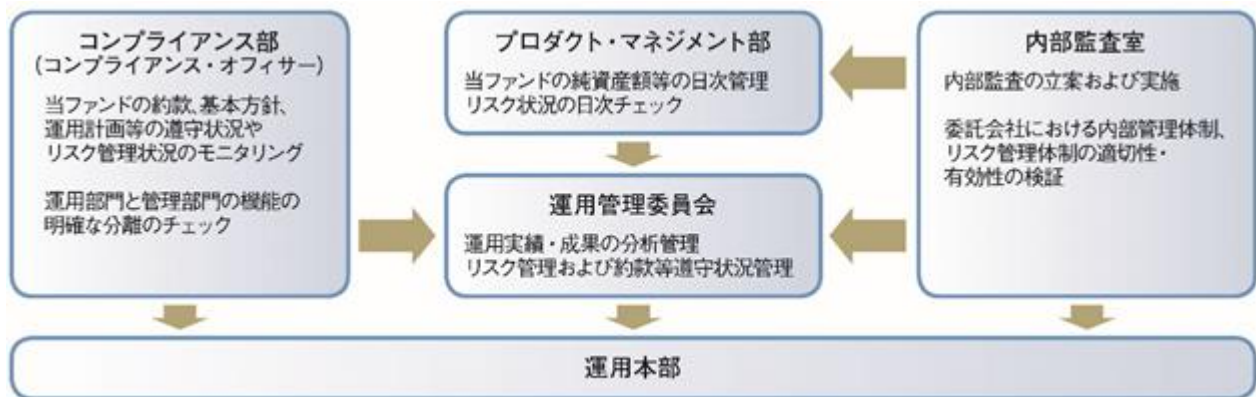 コンプライアンス部
(コンプライアンス・オフィサー)
当ファンドの約款、基本方針、
運用計画等の遵守状況や
リスク管理状況のモニタリング
運用部門と管理部門の機能の
明確な分離のチェック
プロダクト・マネジメント部
当ファンドの純資産額等の日次管理
リスク状況の日次チェック
運用管理委員会
運用実績・成果の分析管理
リスク管理および約款等遵守状況管理
内部監査室
内部監査の立案および実施
委託会社における内部管理体制、
リスク管理体制の適切性・
有効性の検証
運用本部